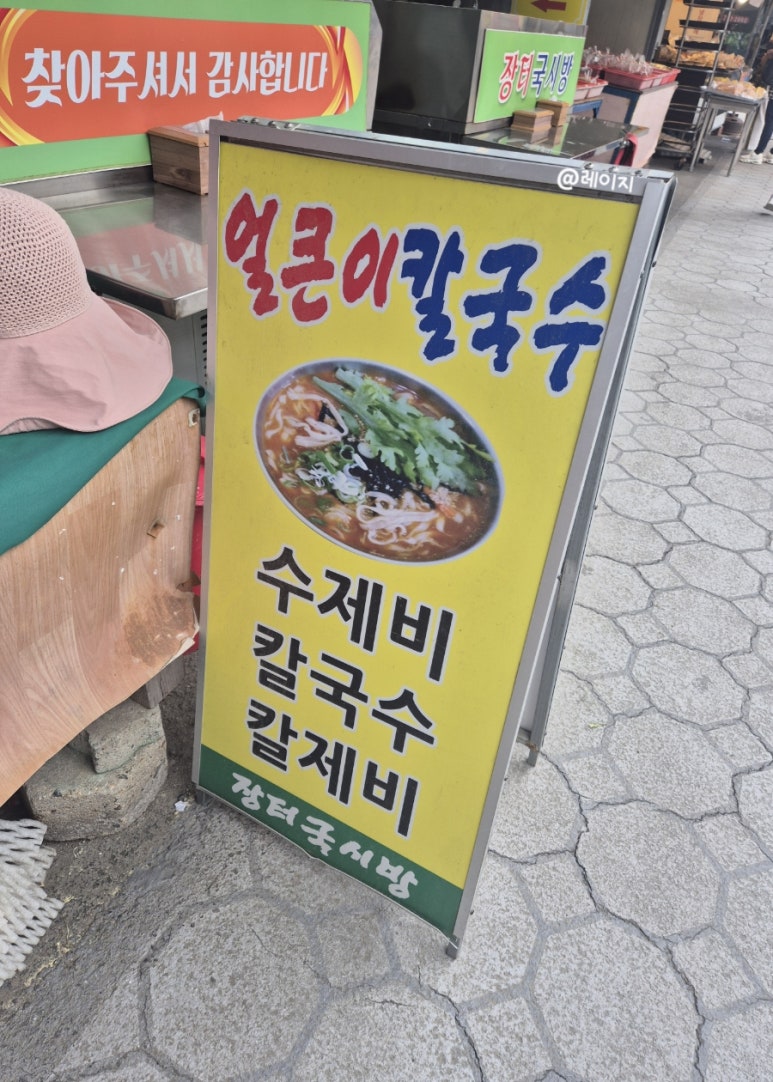 찾아주셔서 감사합니다
장터국시방
@레이지
얼큰이칼국수
수제비
칼국수
칼제비
장터국시방